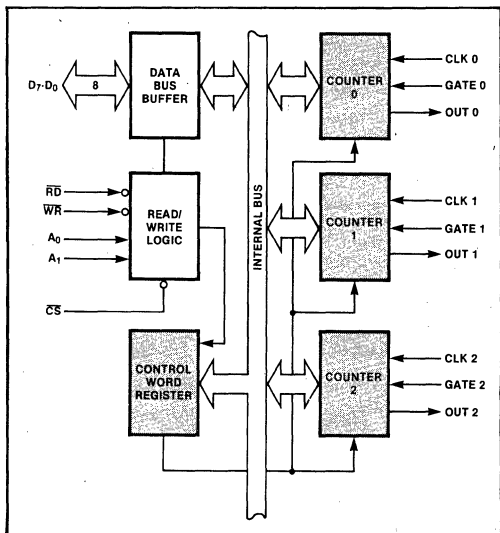 D7-D0
8
DATA
BUS
BUFFER
RD
WR
A0
A1
CS
READ/
WRITE
LOGIC
CONTROL
WORD
REGISTER
INTERNAL BUS
COUNTER
0
CLK 0
GATE 0
OUT 0
COUNTER
1
CLK 1
GATE 1
OUT 1
COUNTER
2
CLK 2
GATE 2
OUT 2